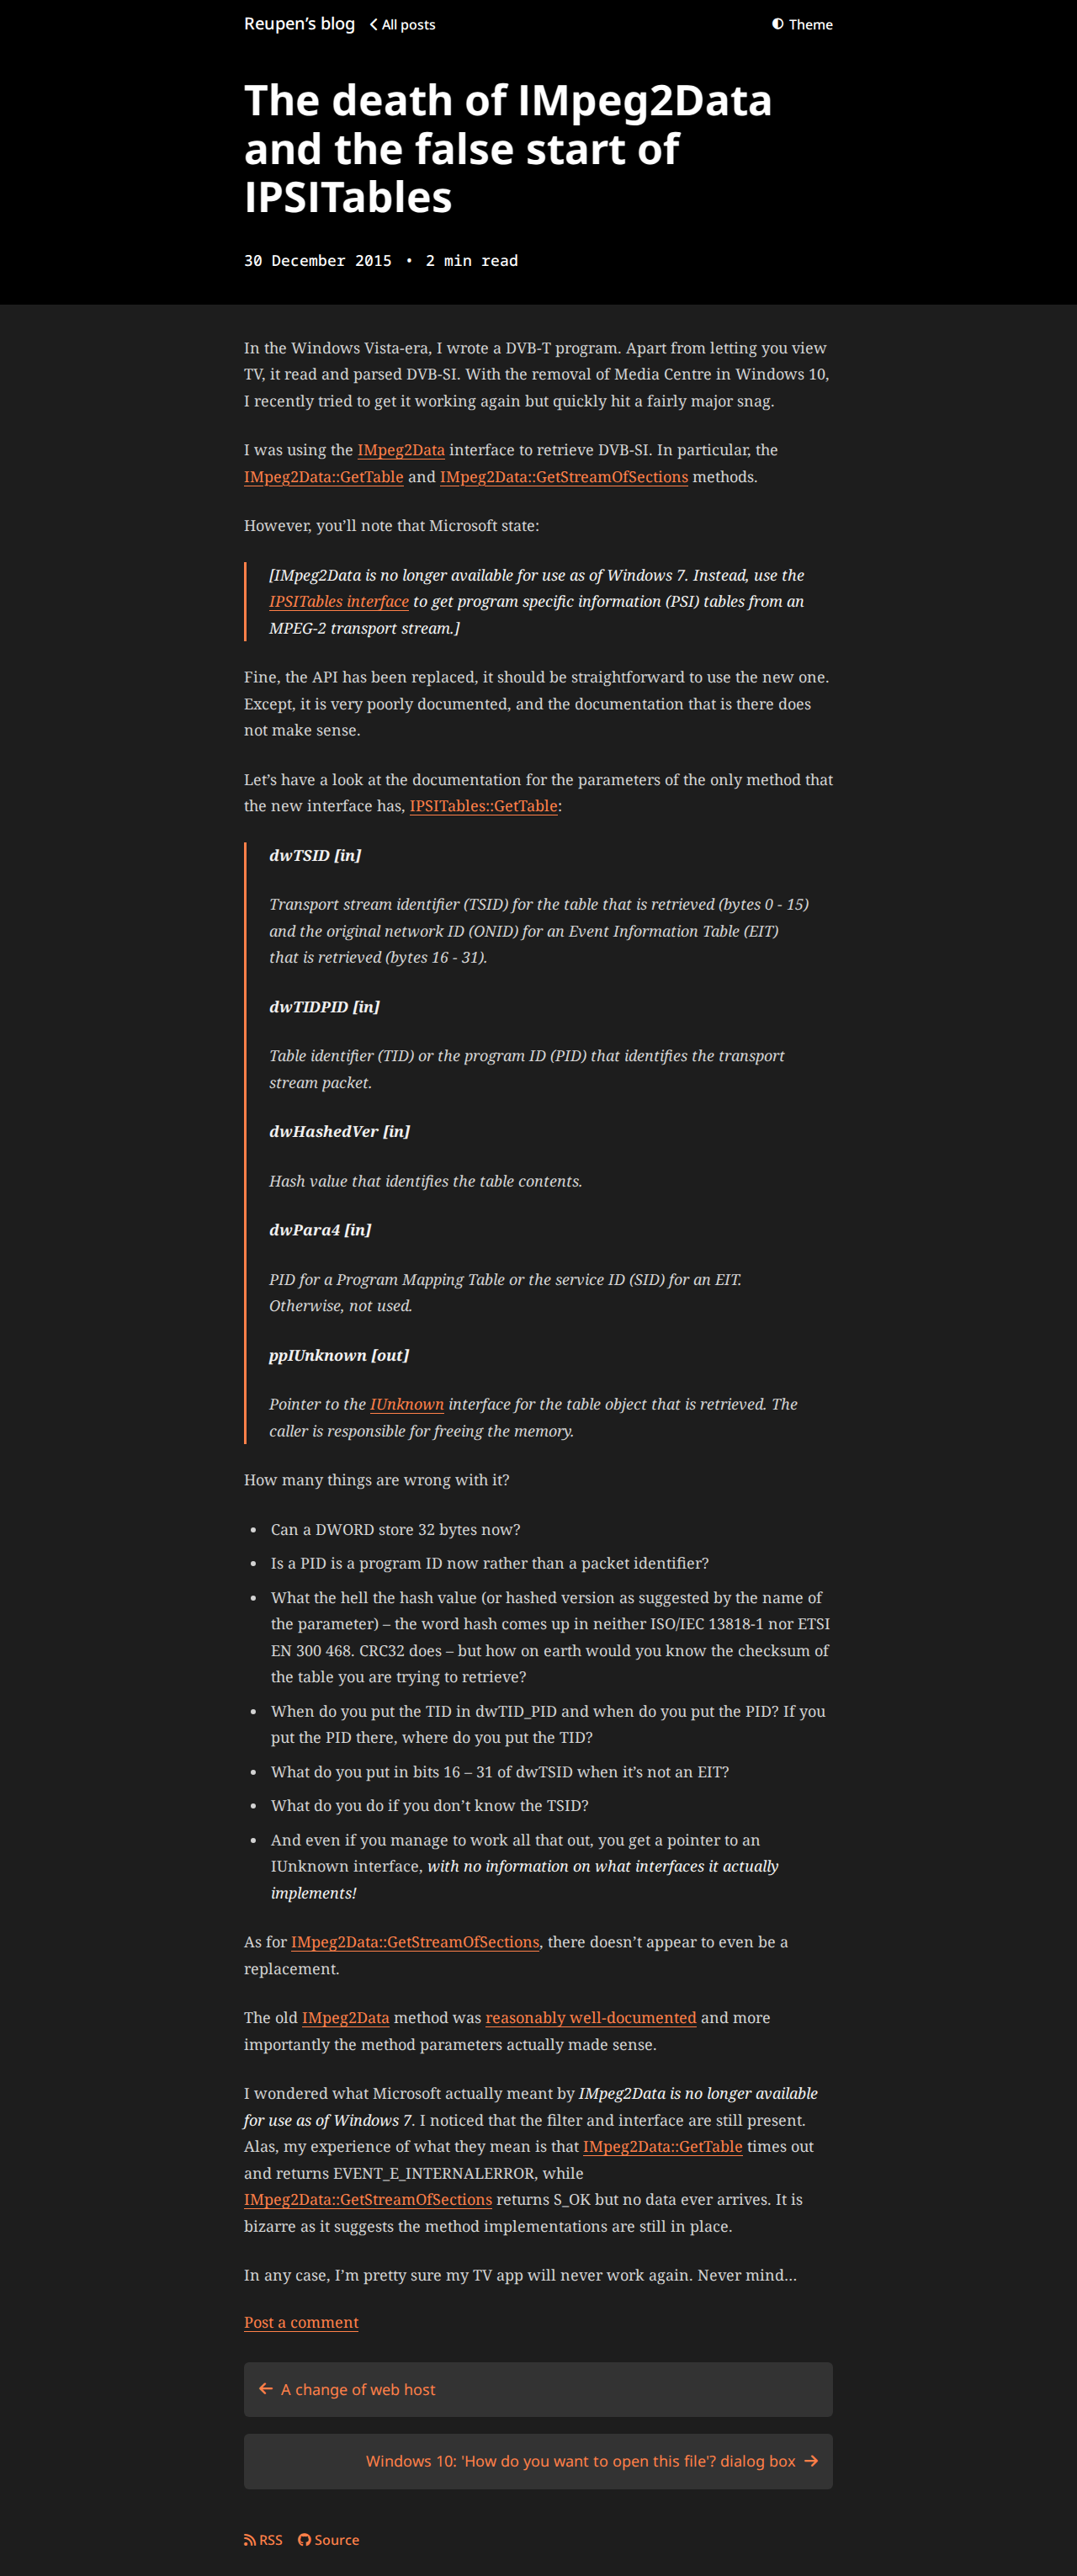 Reupen’s blog All posts Theme
The death of IMpeg2Data
and the false start of
IPSITables
30 December 2015 • 2 min read
In the Windows Vista-era, I wrote a DVB-T program. Apart from letting you view
TV, it read and parsed DVB-SI. With the removal of Media Centre in Windows 10,
I recently tried to get it working again but quickly hit a fairly major snag.
I was using the IMpeg2Data interface to retrieve DVB-SI. In particular, the
IMpeg2Data::GetTable and IMpeg2Data::GetStreamOfSections methods.
However, you’ll note that Microsoft state:
[IMpeg2Data is no longer available for use as of Windows 7. Instead, use the
IPSITables interface to get program specific information (PSI) tables from an
MPEG-2 transport stream.]
Fine, the API has been replaced, it should be straightforward to use the new one.
Except, it is very poorly documented, and the documentation that is there does
not make sense.
Let’s have a look at the documentation for the parameters of the only method that
the new interface has, IPSITables::GetTable:
dwTSID [in]
Transport stream identifier (TSID) for the table that is retrieved (bytes 0 - 15)
and the original network ID (ONID) for an Event Information Table (EIT)
that is retrieved (bytes 16 - 31).
dwTIDPID [in]
Table identifier (TID) or the program ID (PID) that identifies the transport
stream packet.
dwHashedVer [in]
Hash value that identifies the table contents.
dwPara4 [in]
PID for a Program Mapping Table or the service ID (SID) for an EIT.
Otherwise, not used.
ppIUnknown [out]
Pointer to the IUnknown interface for the table object that is retrieved. The
caller is responsible for freeing the memory.
How many things are wrong with it?
• Can a DWORD store 32 bytes now?
• Is a PID is a program ID now rather than a packet identifier?
• What the hell the hash value (or hashed version as suggested by the name of
the parameter) – the word hash comes up in neither ISO/IEC 13818-1 nor ETSI
EN 300 468. CRC32 does – but how on earth would you know the checksum of
the table you are trying to retrieve?
• When do you put the TID in dwTID_PID and when do you put the PID? If you
put the PID there, where do you put the TID?
• What do you put in bits 16 – 31 of dwTSID when it’s not an EIT?
• What do you do if you don’t know the TSID?
• And even if you manage to work all that out, you get a pointer to an
IUnknown interface, with no information on what interfaces it actually
implements!
As for IMpeg2Data::GetStreamOfSections, there doesn’t appear to even be a
replacement.
The old IMpeg2Data method was reasonably well-documented and more
importantly the method parameters actually made sense.
I wondered what Microsoft actually meant by IMpeg2Data is no longer available
for use as of Windows 7. I noticed that the filter and interface are still present.
Alas, my experience of what they mean is that IMpeg2Data::GetTable times out
and returns EVENT_E_INTERNALERROR, while
IMpeg2Data::GetStreamOfSections returns S_OK but no data ever arrives. It is
bizarre as it suggests the method implementations are still in place.
In any case, I’m pretty sure my TV app will never work again. Never mind…
Post a comment
← A change of web host
Windows 10: 'How do you want to open this file'? dialog box →
RSS Source